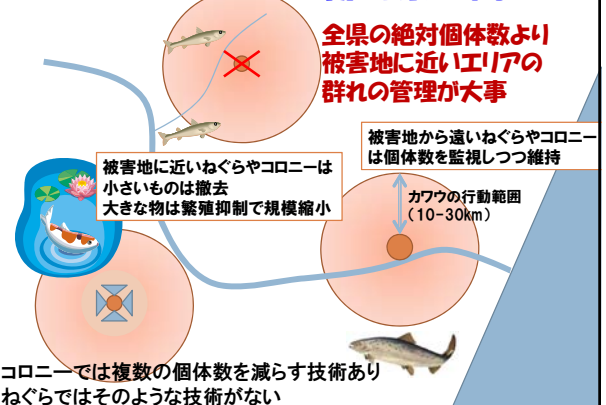 全県の絶対個体数より
被害地に近いエリアの
群れの管理が大事
被害地から遠いねぐらやコロニー
は個体数を監視しつつ維持
被害地に近いねぐらやコロニーは
小さいものは撤去
大きな物は繁殖抑制で規模縮小
カワウの行動範囲
（10-30km）
コロニーでは複数の個体数を減らす技術あり
ねぐらではそのような技術がない